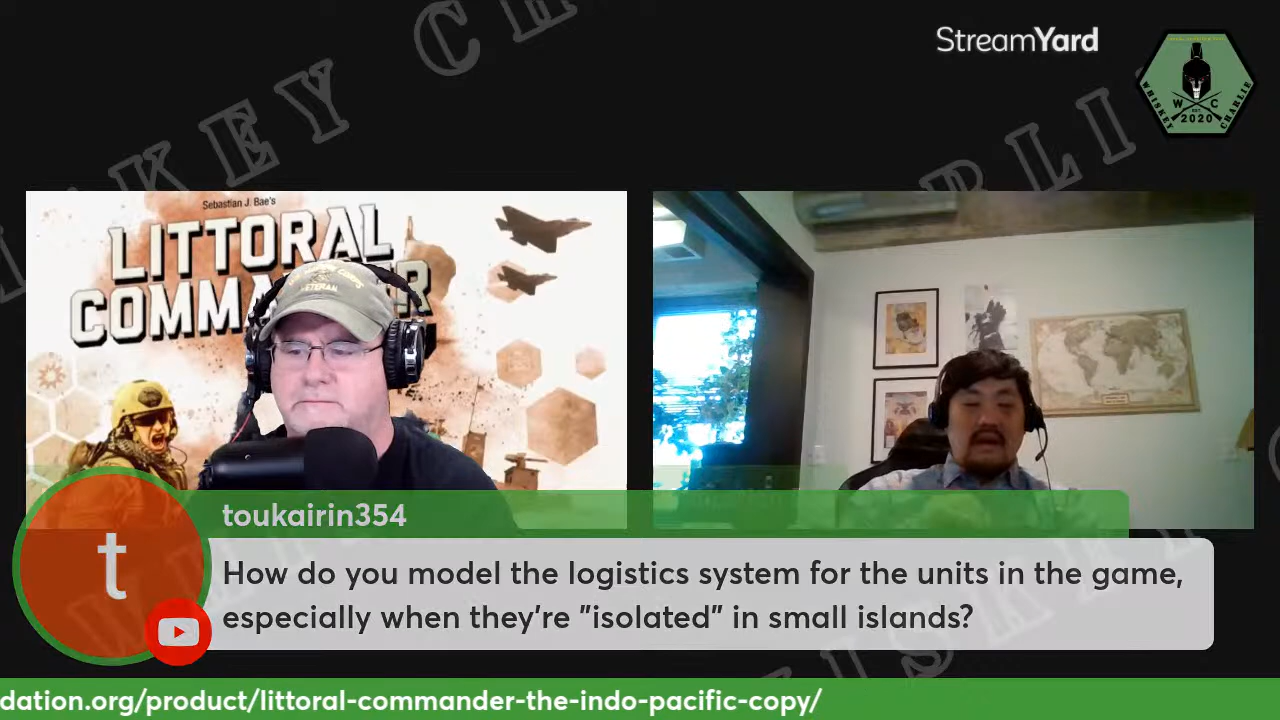 StreamYard
WHISKEY CHARLIE
W C
EST.
2020
Sebastian J. Bae's
LITTORAL
COMMANDER
VETERAN
toukairin354
t
How do you model the logistics system for the units in the game,
especially when they're "isolated" in small islands?
dation.org/product/littoral-commander-the-indo-pacific-copy/